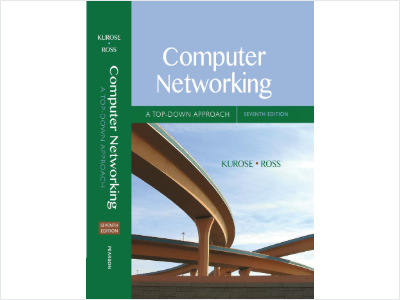 KUROSE • ROSS
Computer Networking
A TOP-DOWN APPROACH
SEVENTH EDITION
PEARSON
Computer
Networking
A TOP-DOWN APPROACH | SEVENTH EDITION
KUROSE • ROSS